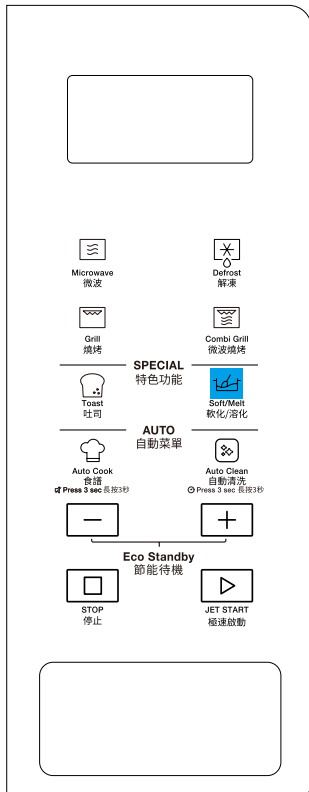 Microwave
微波
Defrost
解凍
Grill
燒烤
Combi Grill
微波燒烤
SPECIAL
特色功能
Toast
吐司
Soft/Melt
軟化/溶化
AUTO
自動菜單
Auto Cook
食譜
Press 3 sec 長按3秒
Auto Clean
自動清洗
Press 3 sec 長按3秒
Eco Standby
節能待機
STOP
停止
JET START
極速啟動